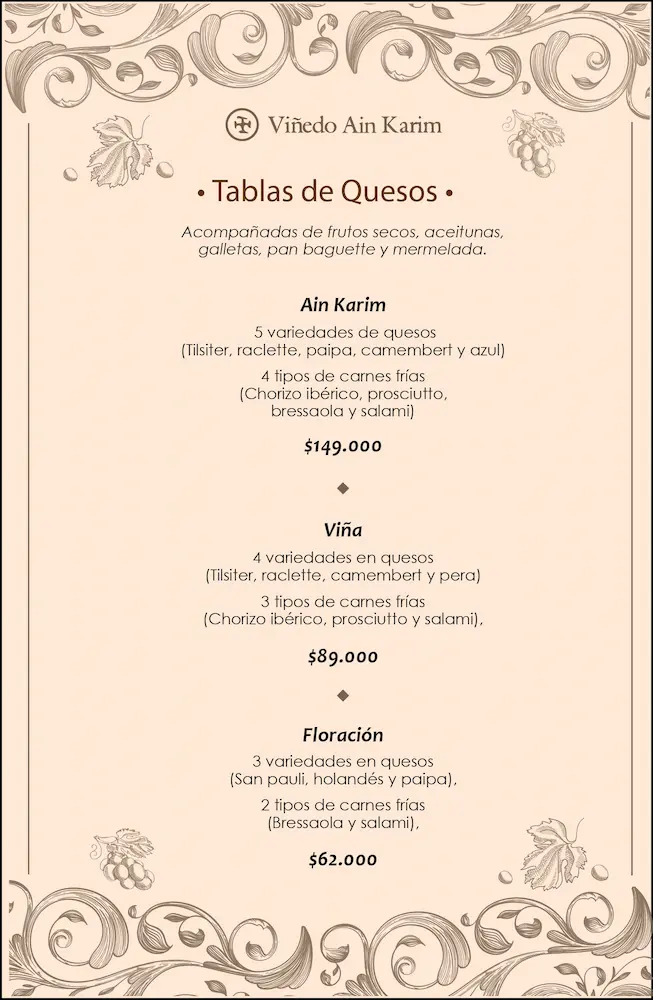 Viñedo Ain Karim
• Tablas de Quesos •
Acompañadas de frutos secos, aceitunas,
galletas, pan baguette y mermelada.
Ain Karim
5 variedades de quesos
(Tilsiter, raclette, paipa, camembert y azul)
4 tipos de carnes frías
(Chorizo ibérico, prosciutto,
bressaola y salami)
$149.000
Viña
4 variedades en quesos
(Tilsiter, raclette, camembert y pera)
3 tipos de carnes frías
(Chorizo ibérico, prosciutto y salami),
$89.000
Floración
3 variedades en quesos
(San pauli, holandés y paipa),
2 tipos de carnes frías
(Bressaola y salami),
$62.000